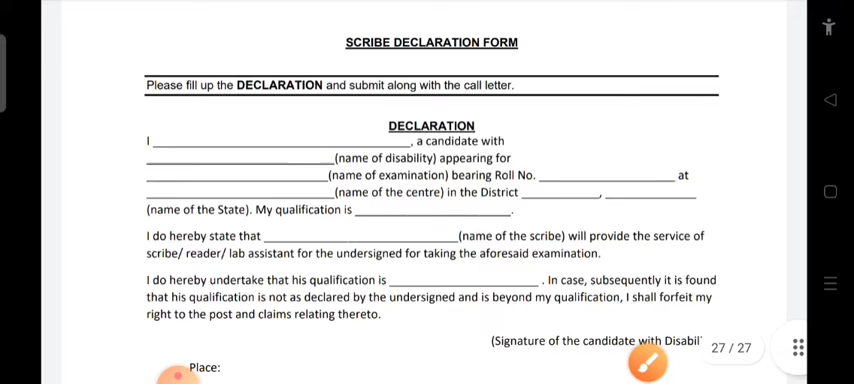 SCRIBE DECLARATION FORM
Please fill up the DECLARATION and submit along with the call letter.
DECLARATION
I ______________________________________, a candidate with
____________________________(name of disability) appearing for
___________________________(name of examination) bearing Roll No. ____________________ at
____________________________(name of the centre) in the District ____________, ______________
(name of the State). My qualification is _______________________.
I do hereby state that _____________________________(name of the scribe) will provide the service of
scribe/ reader/ lab assistant for the undersigned for taking the aforesaid examination.
I do hereby undertake that his qualification is ______________________ . In case, subsequently it is found
that his qualification is not as declared by the undersigned and is beyond my qualification, I shall forfeit my
right to the post and claims relating thereto.
(Signature of the candidate with Disabil
27 / 27
Place: